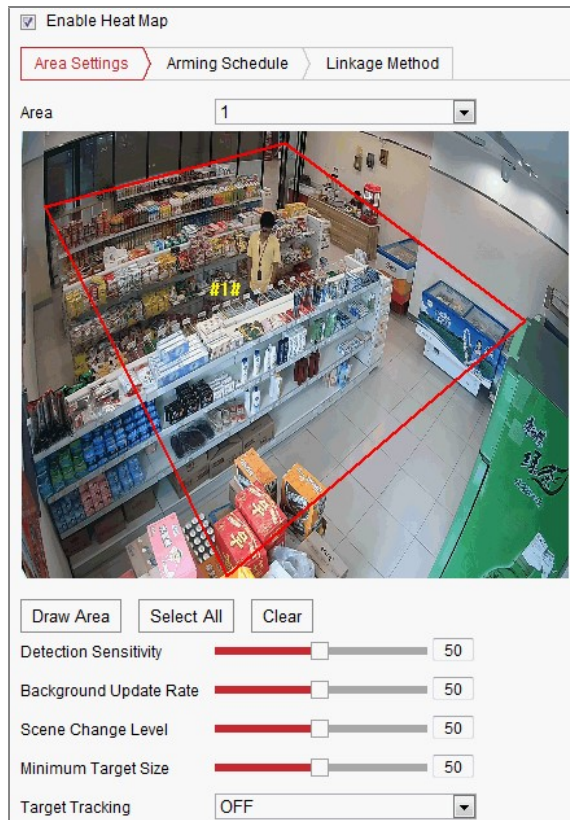 Enable Heat Map
Area Settings Arming Schedule Linkage Method
Area 1
#1#
Draw Area Select All Clear
Detection Sensitivity 50
Background Update Rate 50
Scene Change Level 50
Minimum Target Size 50
Target Tracking OFF